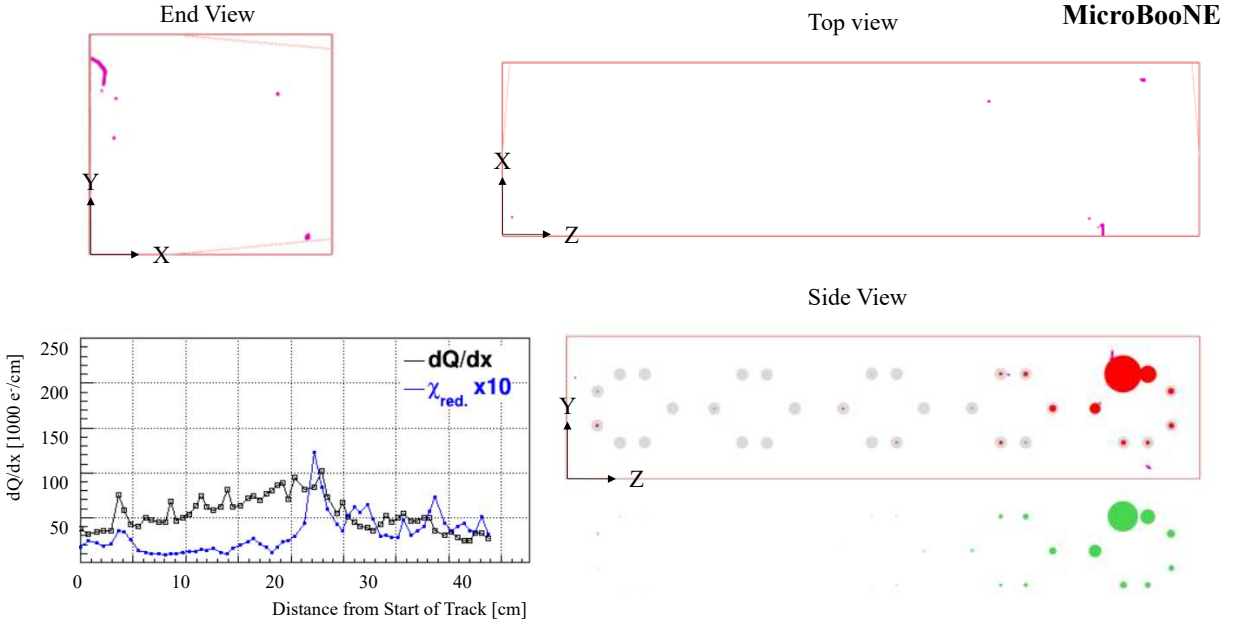 End View
Top view
MicroBooNE
Y
X
X
Z
Side View
dQ/dx [1000 e-/cm]
250
200
150
100
50
dQ/dx
χred. x10
0
10
20
30
40
Distance from Start of Track [cm]
Y
Z